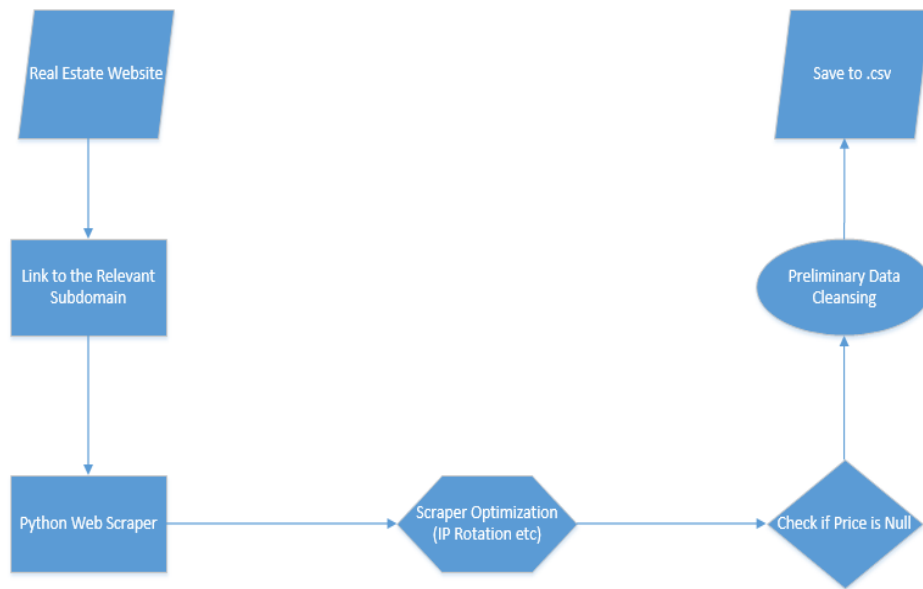 Real Estate Website
Link to the Relevant
Subdomain
Python Web Scraper
Scraper Optimization
(IP Rotation etc)
Check if Price is Null
Preliminary Data
Cleansing
Save to .csv